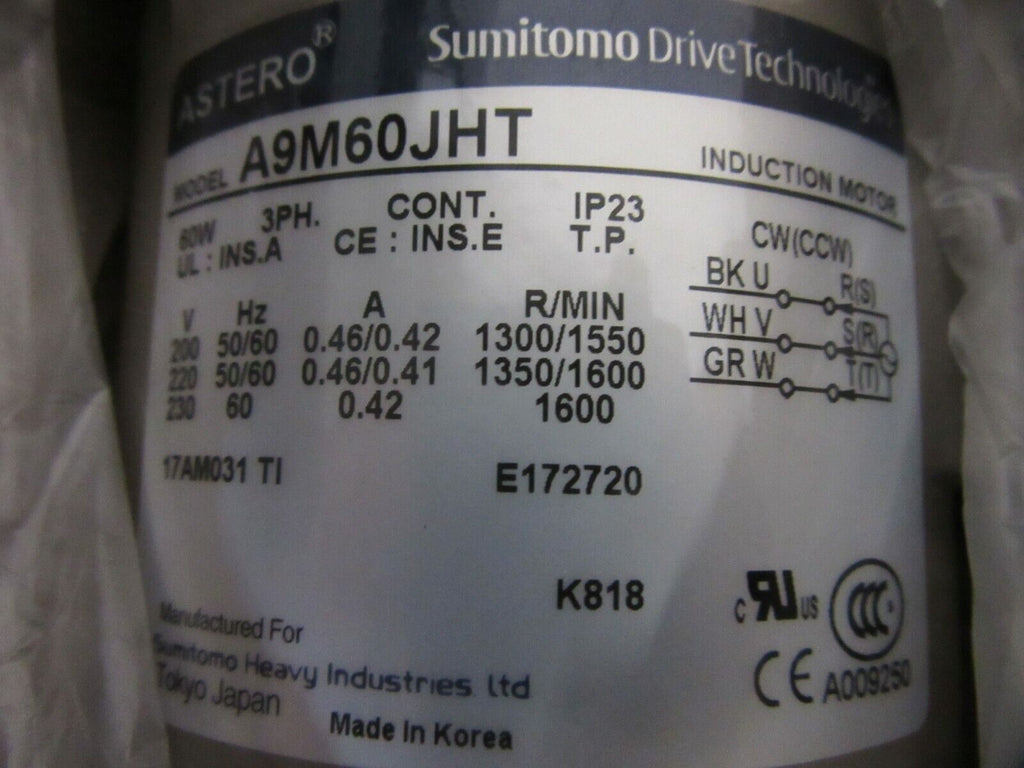 ASTERO®
Sumitomo Drive Technologies
MODEL A9M60JHT
INDUCTION MOTOR
60W 3PH. CONT. IP23
UL : INS.A CE : INS.E T.P.
CW(CCW)
BK U R(S)
WH V S(R)
GR W T(T)
V Hz A R/MIN
200 50/60 0.46/0.42 1300/1550
220 50/60 0.46/0.41 1350/1600
230 60 0.42 1600
17AM031 TI E172720
K818
c RU US CCC
CE A009250
Manufactured For
Sumitomo Heavy Industries Ltd
Tokyo Japan
Made In Korea